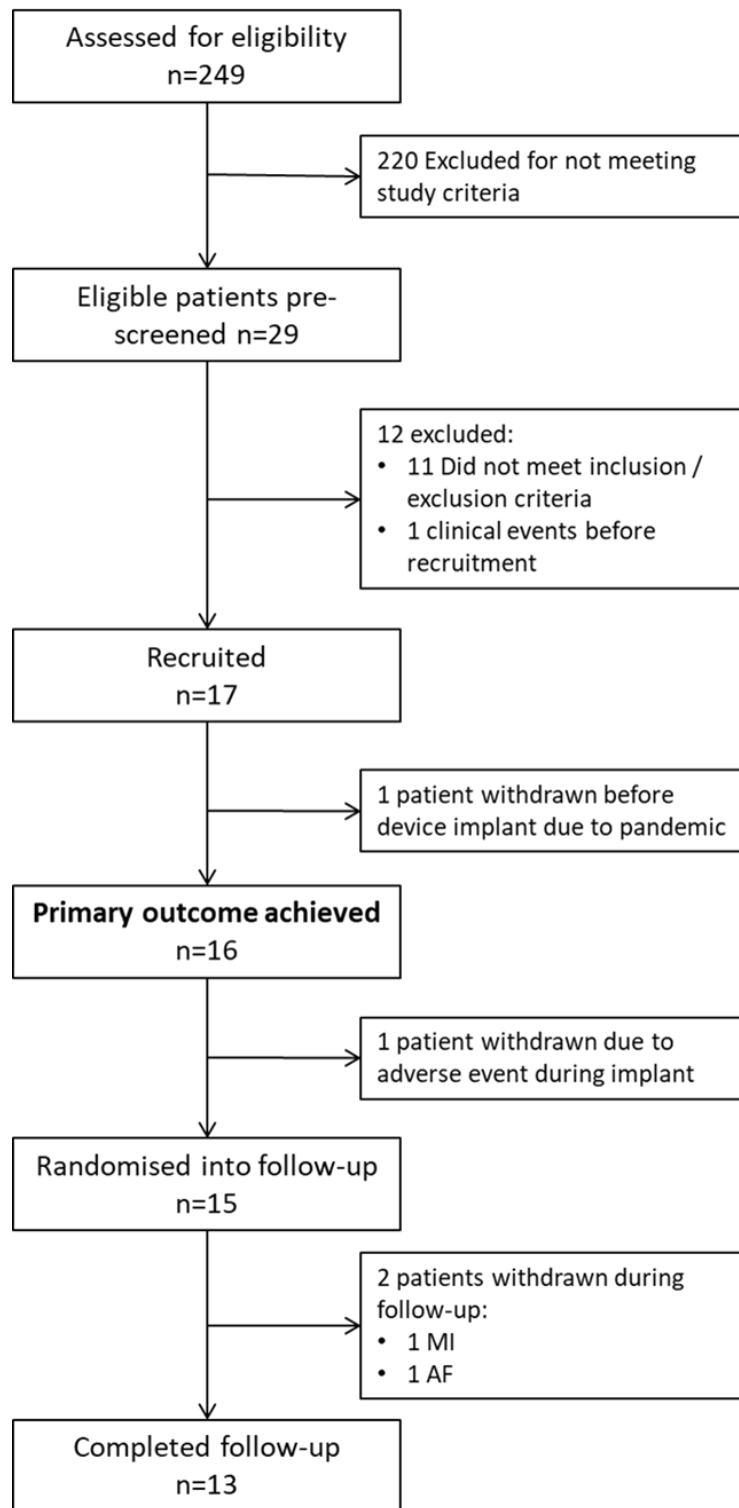 Assessed for eligibility
n=249
220 Excluded for not meeting
study criteria
Eligible patients pre-
screened n=29
12 excluded:
• 11 Did not meet inclusion /
exclusion criteria
• 1 clinical events before
recruitment
Recruited
n=17
1 patient withdrawn before
device implant due to pandemic
Primary outcome achieved
n=16
1 patient withdrawn due to
adverse event during implant
Randomised into follow-up
n=15
2 patients withdrawn during
follow-up:
• 1 MI
• 1 AF
Completed follow-up
n=13